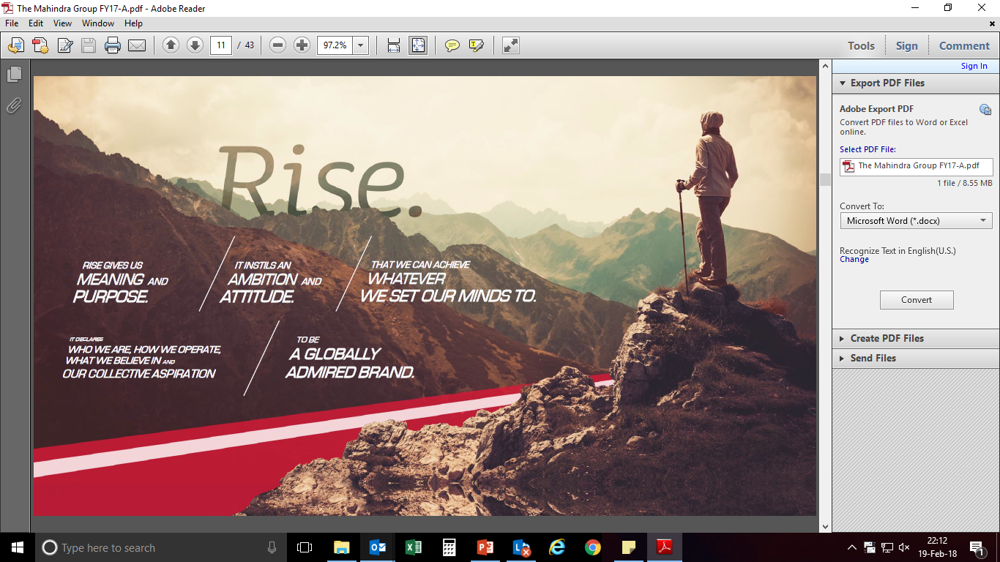 The Mahindra Group FY17-A.pdf - Adobe Reader
File Edit View Window Help
11 / 43 97.2% Tools Sign Comment
Sign In
Export PDF Files
Adobe Export PDF
Convert PDF files to Word or Excel
online.
Select PDF File:
The Mahindra Group FY17-A.pdf
1 file / 8.55 MB
Convert To:
Microsoft Word (*.docx)
Recognize Text in English(U.S.)
Change
Convert
Create PDF Files
Send Files
Rise.
RISE GIVES US
MEANING AND
PURPOSE.
IT INSTILS AN
AMBITION AND
ATTITUDE.
THAT WE CAN ACHIEVE
WHATEVER
WE SET OUR MINDS TO.
IT DECLARES
WHO WE ARE, HOW WE OPERATE,
WHAT WE BELIEVE IN AND
OUR COLLECTIVE ASPIRATION
TO BE
A GLOBALLY
ADMIRED BRAND.
Type here to search
22:12
19-Feb-18
1